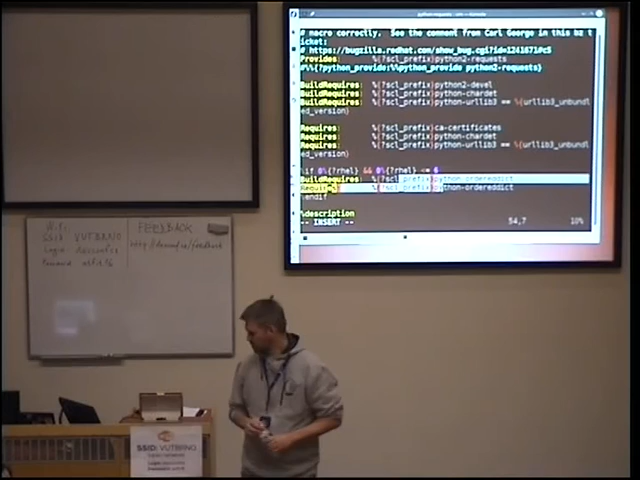 # macro correctly.  See the comment from Carl George in this bz t
icket:
# https://bugzilla.redhat.com/show_bug.cgi?id=1241671#c5
Provides:      %{?scl_prefix}python2-requests
#%%{?python_provide:%%python_provide python2-requests}
BuildRequires:  %{?scl_prefix}python2-devel
BuildRequires:  %{?scl_prefix}python-chardet
BuildRequires:  %{?scl_prefix}python-urllib3 == %{urllib3_unbundl
ed_version}
Requires:       %{?scl_prefix}ca-certificates
Requires:       %{?scl_prefix}python-chardet
Requires:       %{?scl_prefix}python-urllib3 == %{urllib3_unbundl
ed_version}
%if 0%{?rhel} && 0%{?rhel} <= 6
BuildRequires:  %{?scl_prefix}python-ordereddict
Requires:       %{?scl_prefix}python-ordereddict
%endif
%description
-- INSERT --                    54,7          10%
WiFi
SSID: VUTBRNO
Login
FEEDBACK
SSID: VUTBRNO